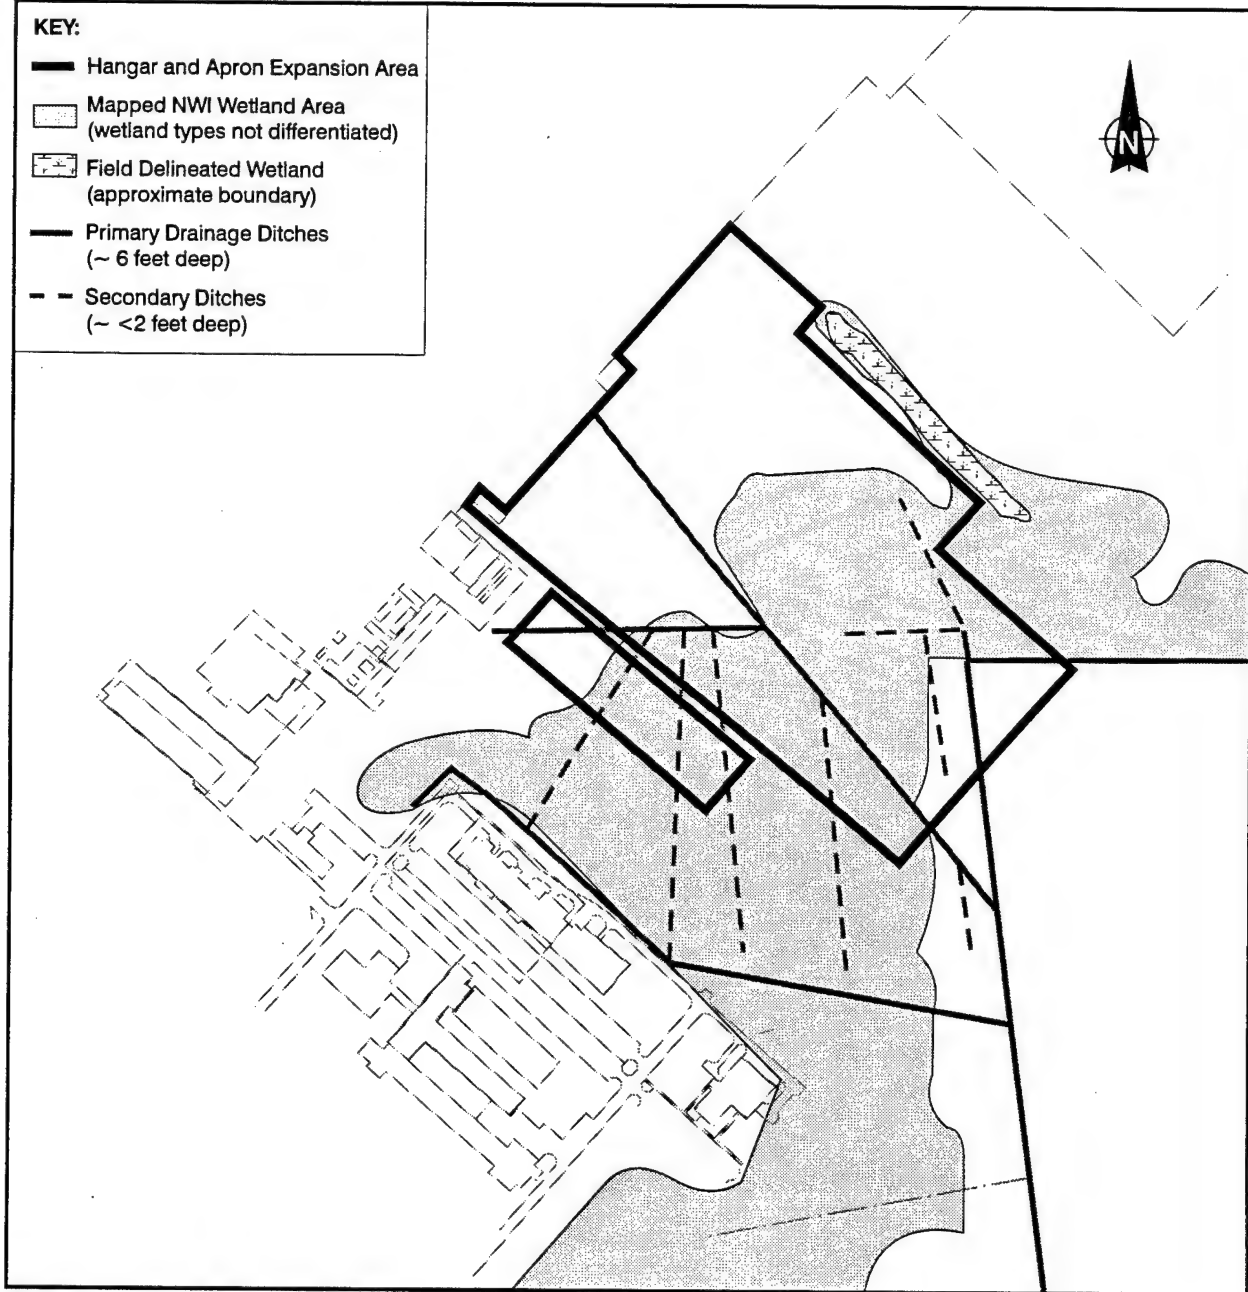 KEY:
Hangar and Apron Expansion Area
Mapped NWI Wetland Area
(wetland types not differentiated)
Field Delineated Wetland
(approximate boundary)
Primary Drainage Ditches
(~ 6 feet deep)
Secondary Ditches
(~ <2 feet deep)
N